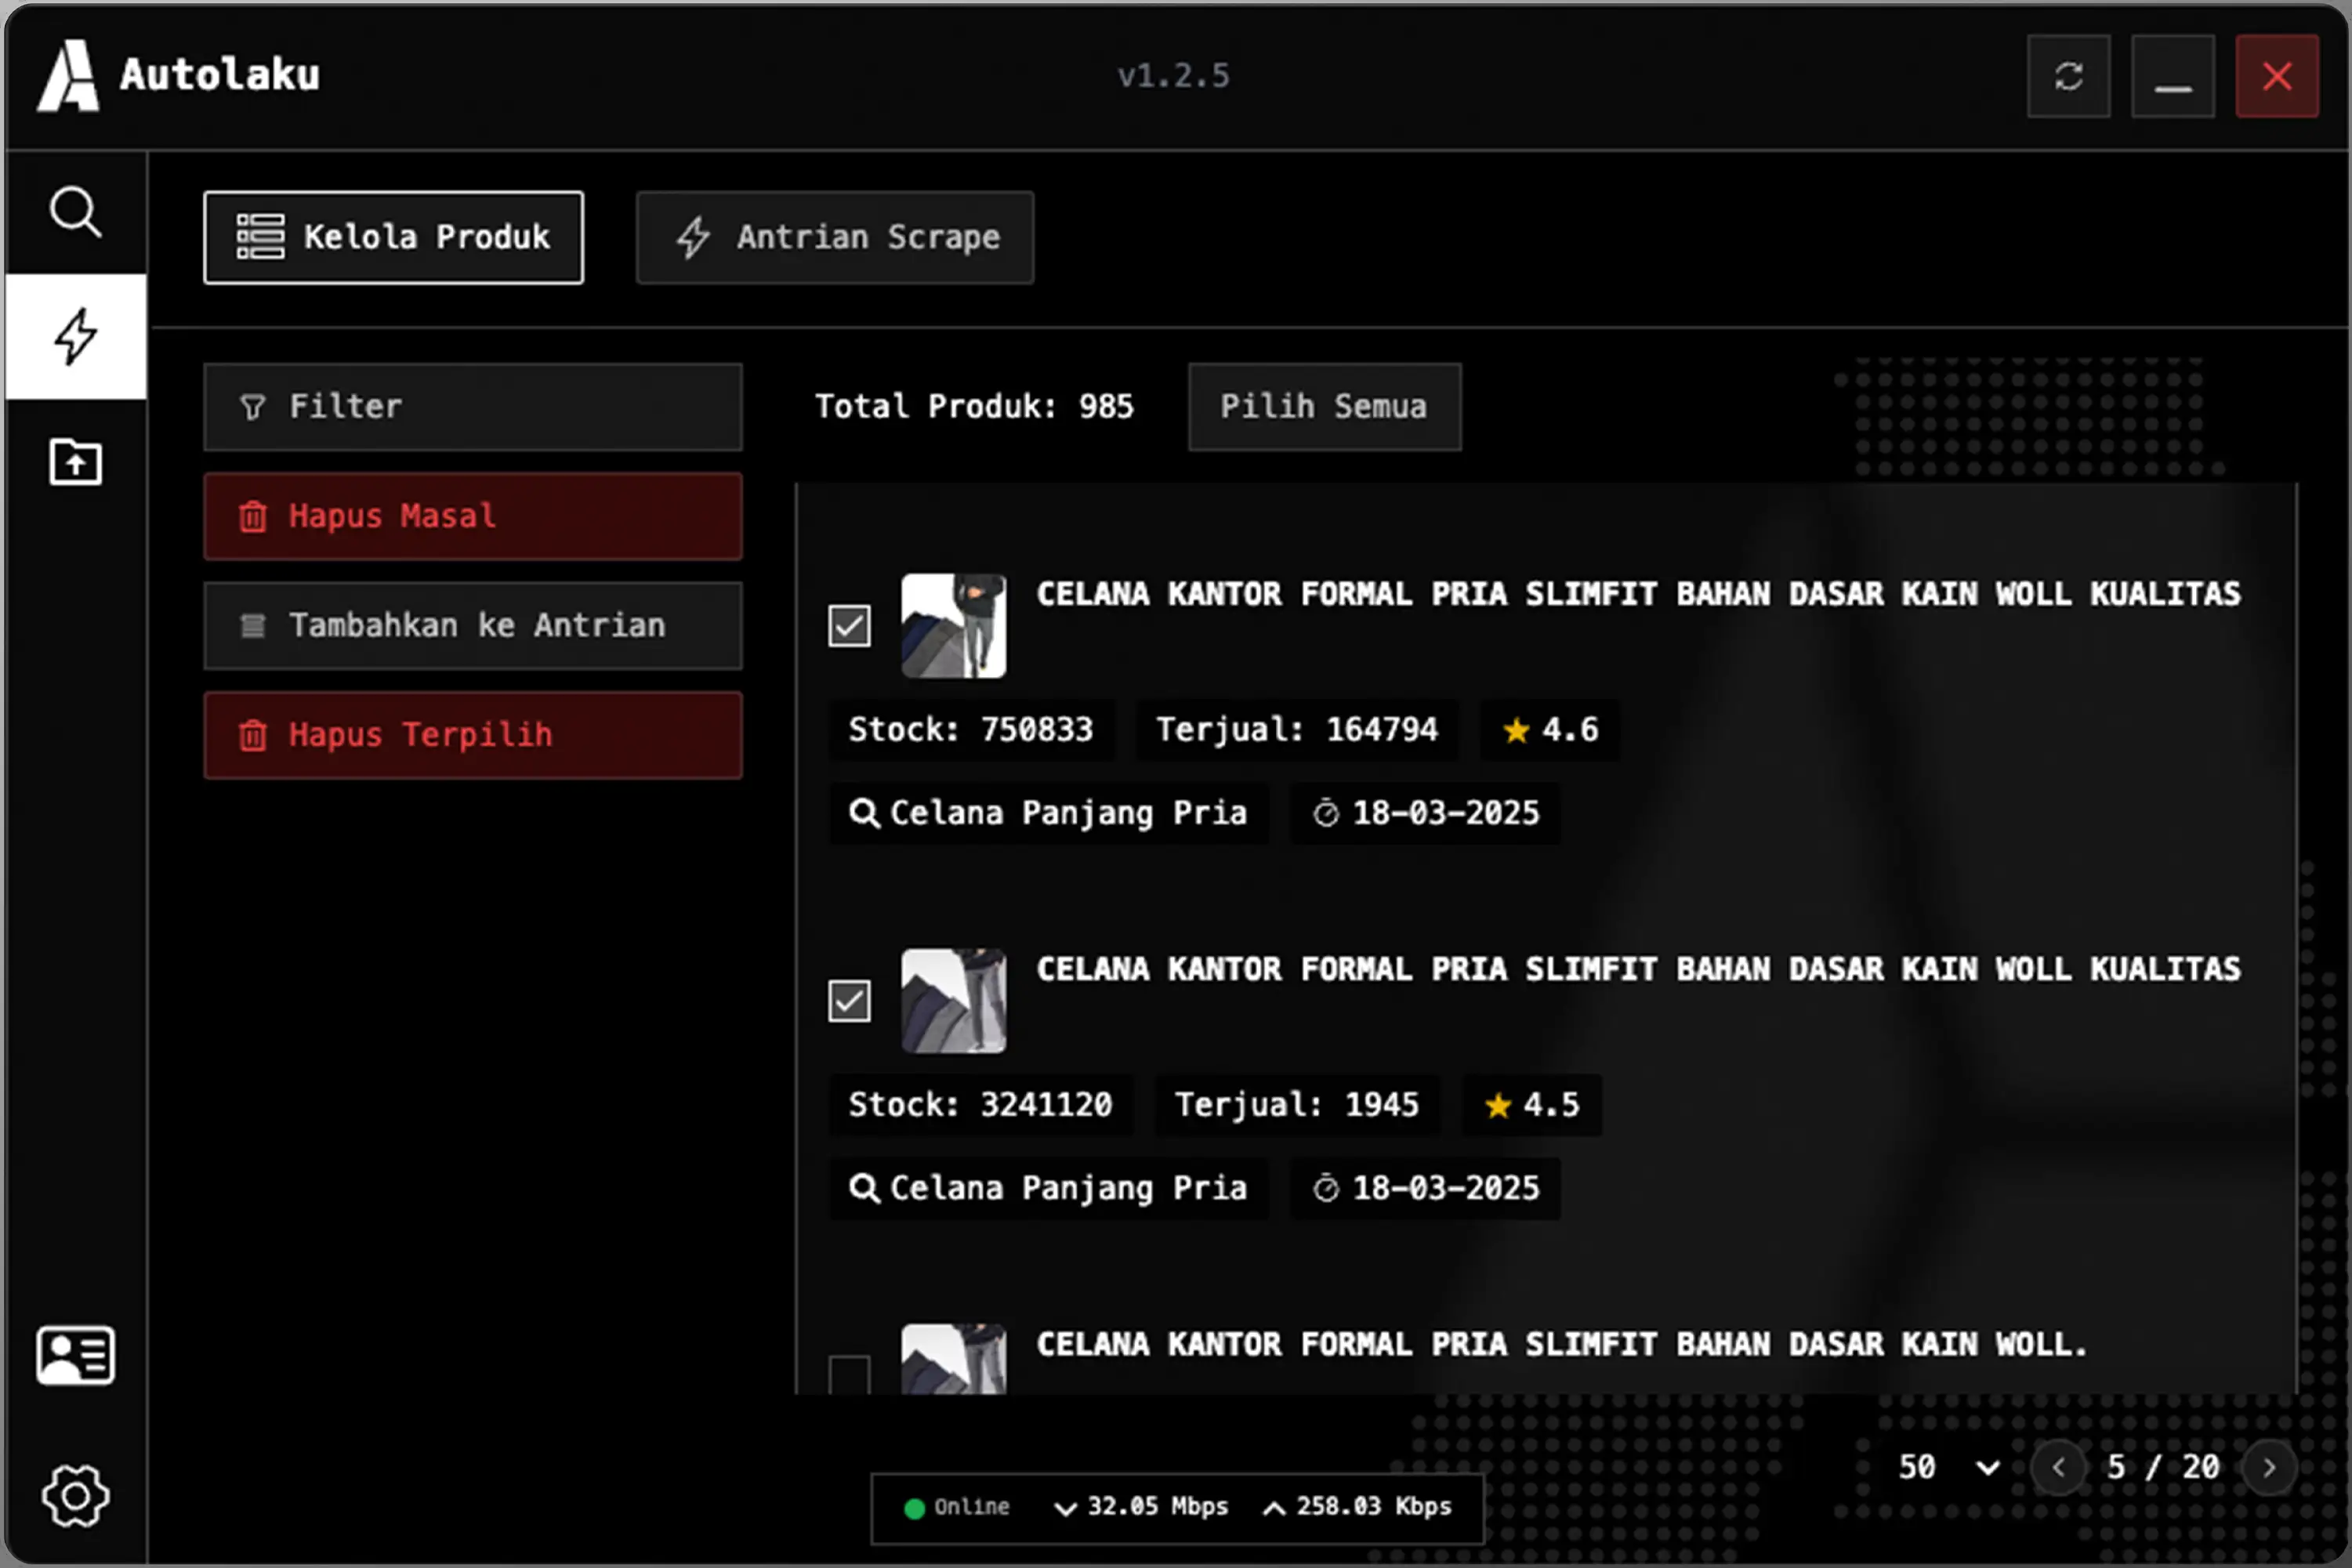 Autolaku
v1.2.5
Kelola Produk
Antrian Scrape
Filter
Hapus Masal
Tambahkan ke Antrian
Hapus Terpilih
Total Produk: 985
Pilih Semua
CELANA KANTOR FORMAL PRIA SLIMFIT BAHAN DASAR KAIN WOLL KUALITAS
Stock: 750833 Terjual: 164794 ★ 4.6
Celana Panjang Pria 18-03-2025
CELANA KANTOR FORMAL PRIA SLIMFIT BAHAN DASAR KAIN WOLL KUALITAS
Stock: 3241120 Terjual: 1945 ★ 4.5
Celana Panjang Pria 18-03-2025
CELANA KANTOR FORMAL PRIA SLIMFIT BAHAN DASAR KAIN WOLL.
50 5 / 20
Online 32.05 Mbps 258.03 Kbps